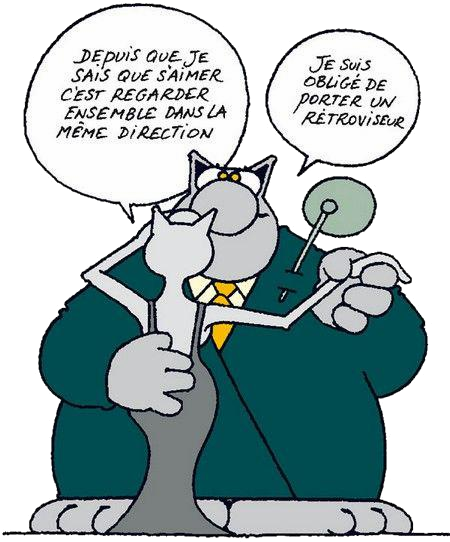 DEPUIS QUE JE
SAIS QUE S'AIMER
C'EST REGARDER
ENSEMBLE DANS LA
MÊME DIRECTION
JE SUIS
OBLIGÉ DE
PORTER UN
RÉTROVISEUR